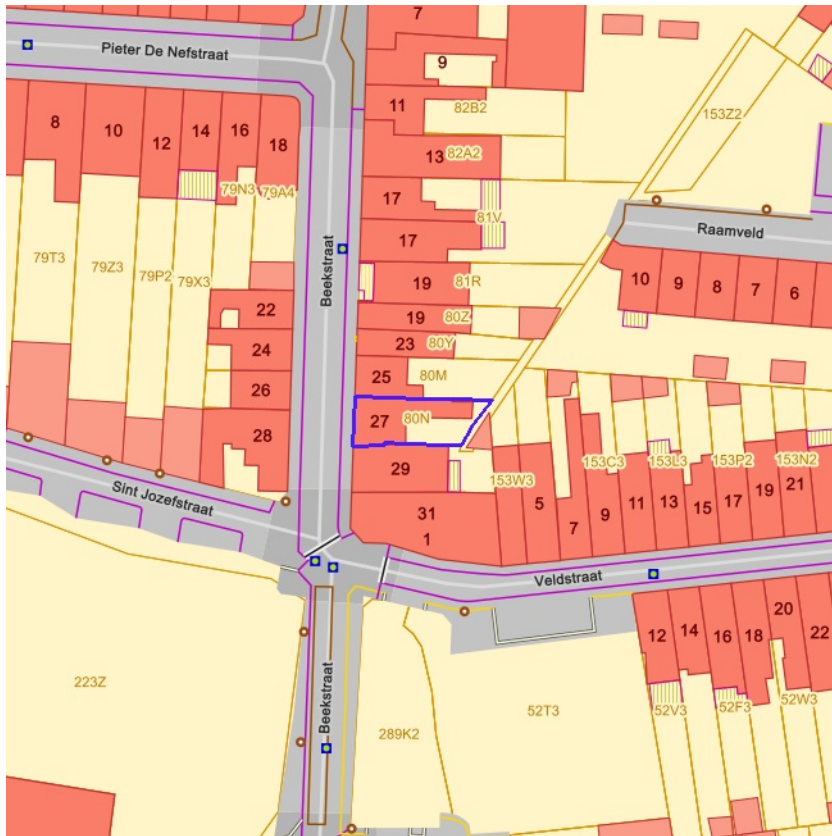 7
Pieter De Nefstraat
9
11
82B2
153Z2
8
10
12
14
16
18
13
82A2
79N3
79A4
17
81V
Raamveld
17
79T3
79Z3
79P2
79X3
Beekstraat
19
81R
10
9
8
7
6
22
19
80Z
23
80Y
24
25
80M
26
27
80N
28
29
153W3
153C3
153L3
153P2
153N2
5
7
9
11
13
15
17
19
21
Sint Jozefstraat
31
1
Veldstraat
12
14
16
18
20
22
223Z
Beekstraat
289K2
52T3
52V3
52F3
52W3